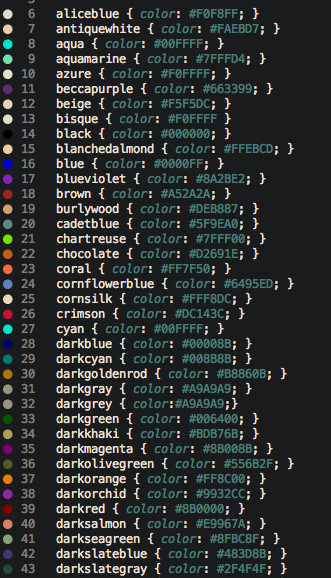 6 aliceblue { color: #F0F8FF; }
7 antiquewhite { color: #FAEBD7; }
8 aqua { color: #00FFFF; }
9 aquamarine { color: #7FFFD4; }
10 azure { color: #F0FFFF; }
11 beccapurple { color: #663399; }
12 beige { color: #F5F5DC; }
13 bisque { color: #F0FFFF }
14 black { color: #000000; }
15 blanchedalmond { color: #FFEBCD; }
16 blue { color: #0000FF; }
17 blueviolet { color: #8A2BE2; }
18 brown { color: #A52A2A; }
19 burlywood { color: #DEB887; }
20 cadetblue { color: #5F9EA0; }
21 chartreuse { color: #7FFF00; }
22 chocolate { color: #D2691E; }
23 coral { color: #FF7F50; }
24 cornflowerblue { color: #6495ED; }
25 cornsilk { color: #FFF8DC; }
26 crimson { color: #DC143C; }
27 cyan { color: #00FFFF; }
28 darkblue { color: #00008B; }
29 darkcyan { color: #008B8B; }
30 darkgoldenrod { color: #B8860B; }
31 darkgray { color: #A9A9A9; }
32 darkgrey { color:#A9A9A9;}
33 darkgreen { color: #006400; }
34 darkkhaki { color: #BDB76B; }
35 darkmagenta { color: #8B008B; }
36 darkolivegreen { color: #556B2F; }
37 darkorange { color: #FF8C00; }
38 darkorchid { color: #9932CC; }
39 darkred { color: #8B0000; }
40 darksalmon { color: #E9967A; }
41 darkseagreen { color: #8FBC8F; }
42 darkslateblue { color: #483D8B; }
43 darkslategray { color: #2F4F4F; }